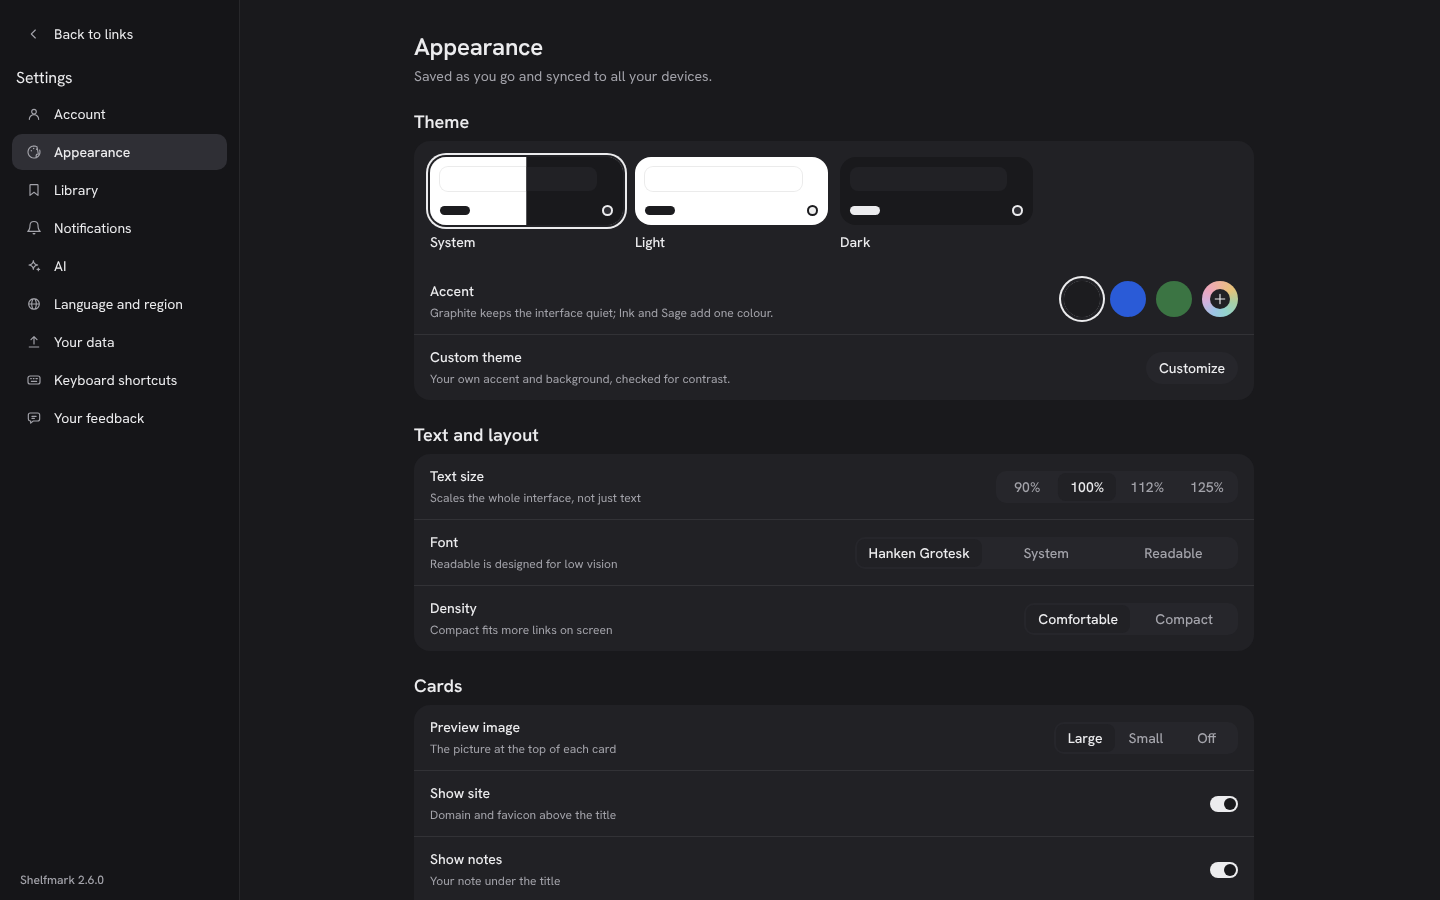 Back to links
Settings
Account
Appearance
Library
Notifications
AI
Language and region
Your data
Keyboard shortcuts
Your feedback
Shelfmark 2.6.0
Appearance
Saved as you go and synced to all your devices.
Theme
System
Light
Dark
Accent
Graphite keeps the interface quiet; Ink and Sage add one colour.
Custom theme
Your own accent and background, checked for contrast.
Customize
Text and layout
Text size
Scales the whole interface, not just text
90% 100% 112% 125%
Font
Readable is designed for low vision
Hanken Grotesk System Readable
Density
Compact fits more links on screen
Comfortable Compact
Cards
Preview image
The picture at the top of each card
Large Small Off
Show site
Domain and favicon above the title
Show notes
Your note under the title